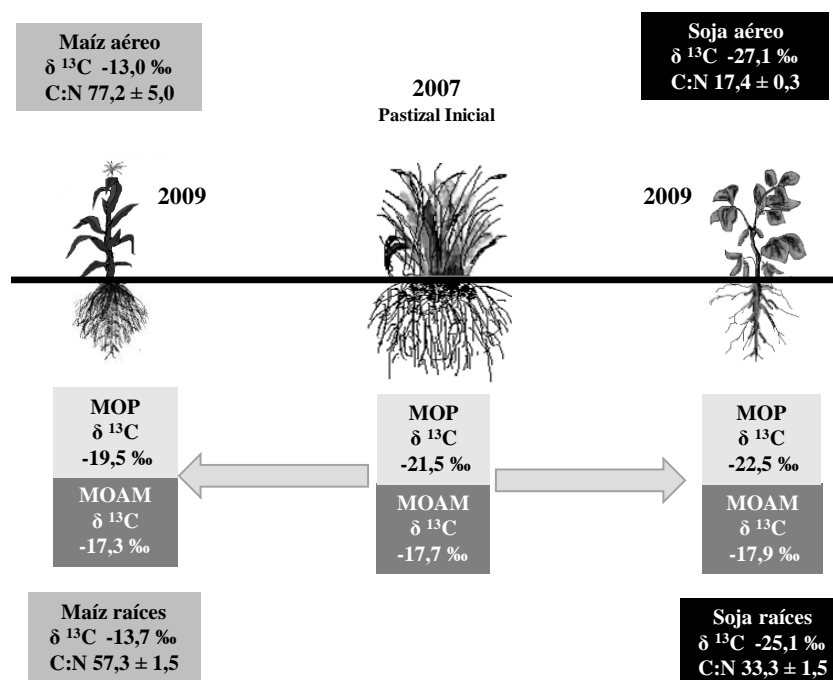 Maíz aéreo
δ ¹³C -13,0 ‰
C:N 77,2 ± 5,0
2007
Pastizal Inicial
Soja aéreo
δ ¹³C -27,1 ‰
C:N 17,4 ± 0,3
2009
2009
MOP
δ ¹³C
-19,5 ‰
MOAM
δ ¹³C
-17,3 ‰
MOP
δ ¹³C
-21,5 ‰
MOAM
δ ¹³C
-17,7 ‰
MOP
δ ¹³C
-22,5 ‰
MOAM
δ ¹³C
-17,9 ‰
Maíz raíces
δ ¹³C -13,7 ‰
C:N 57,3 ± 1,5
Soja raíces
δ ¹³C -25,1 ‰
C:N 33,3 ± 1,5